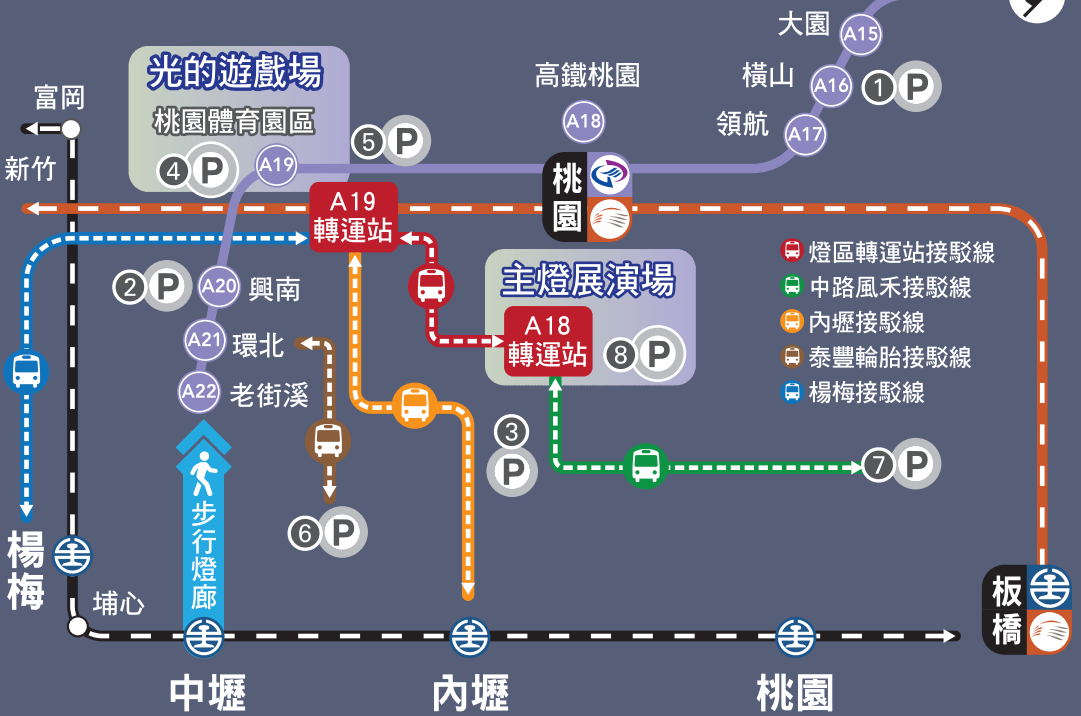 大園
A15
光的遊戲場
高鐵桃園
橫山
A16
1
P
富岡
桃園體育園區
A18
領航
A17
5
P
新竹
4
P
A19
桃園
A19
轉運站
燈區轉運站接駁線
中路風禾接駁線
內壢接駁線
泰豐輪胎接駁線
楊梅接駁線
2
P
A20
興南
主燈展演場
A18
轉運站
8
P
A21
環北
A22
老街溪
3
P
7
P
步行燈廊
6
P
楊梅
埔心
板橋
中壢
內壢
桃園